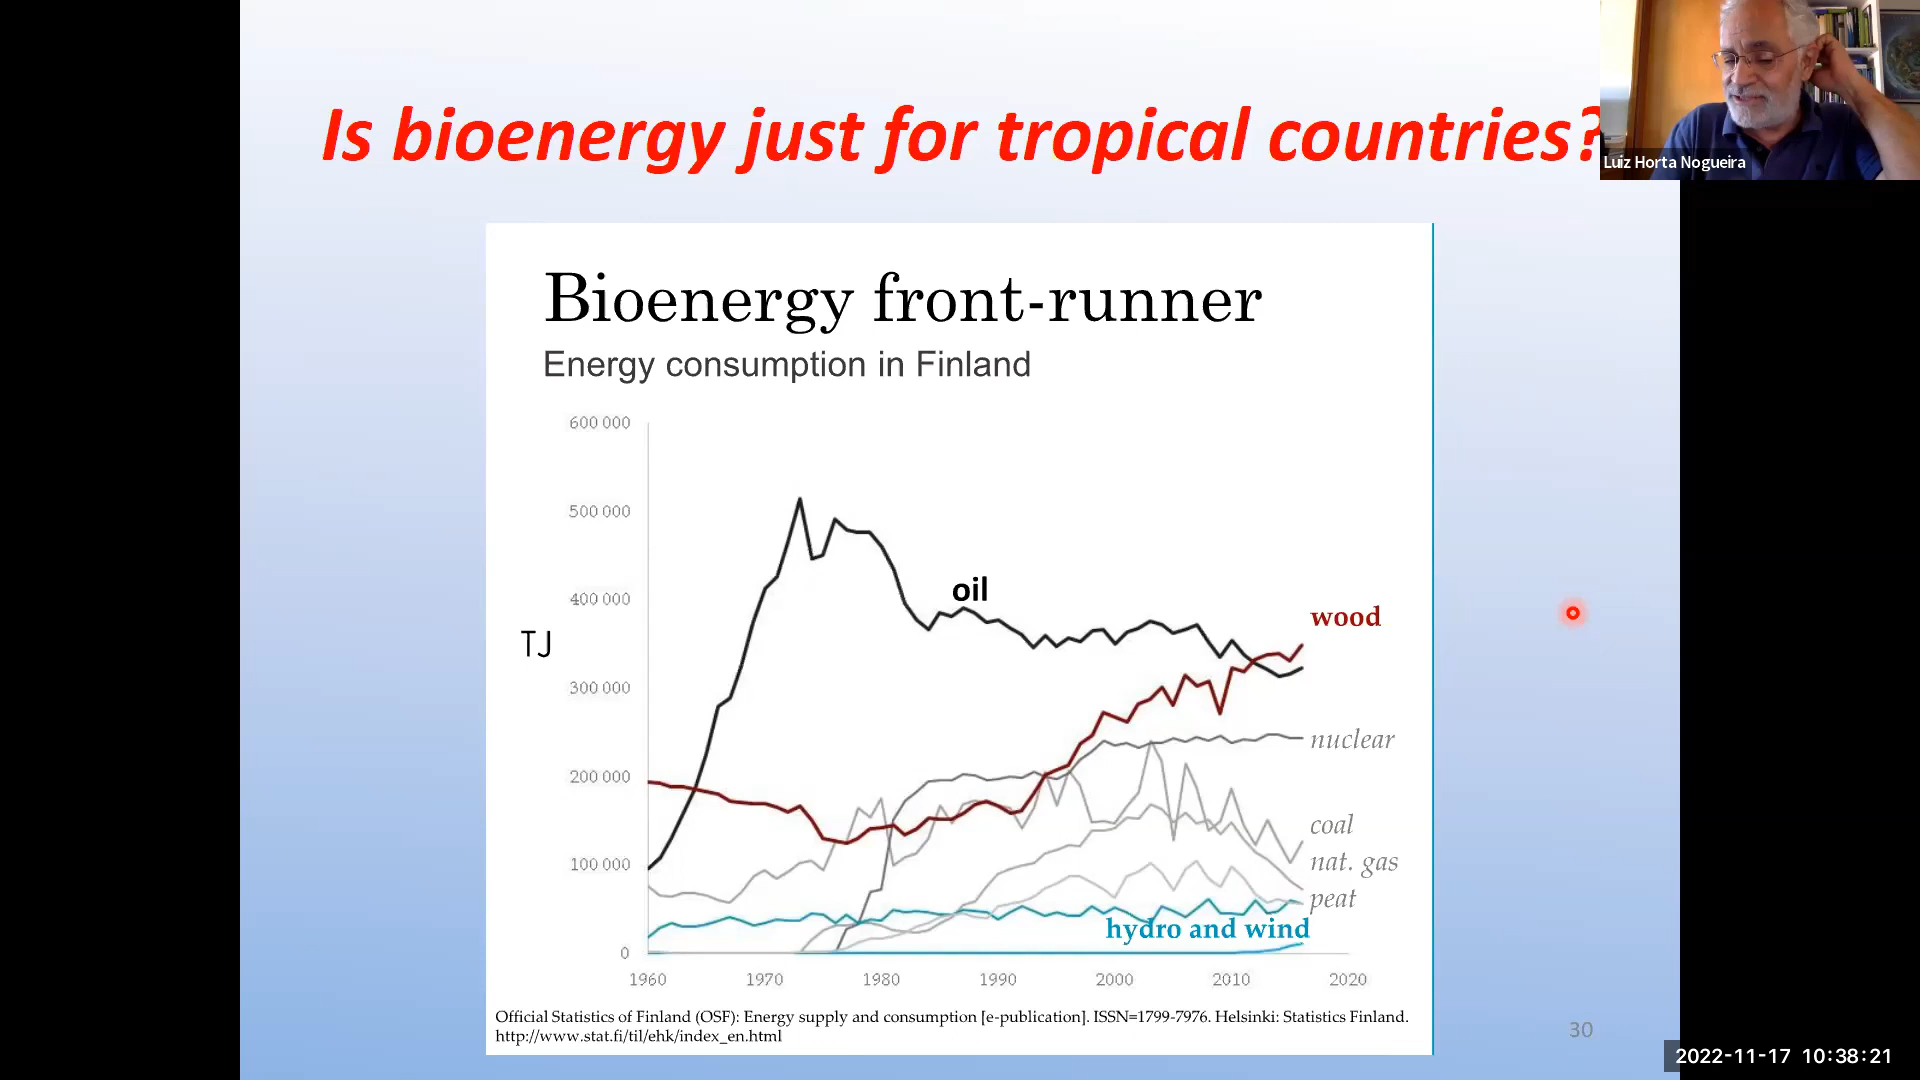 Is bioenergy just for tropical countries?
Luiz Horta Nogueira
Bioenergy front-runner
Energy consumption in Finland
600 000
500 000
400 000
TJ
300 000
200 000
100 000
0
oil
wood
nuclear
coal
nat. gas
peat
hydro and wind
1960 1970 1980 1990 2000 2010 2020
Official Statistics of Finland (OSF): Energy supply and consumption [e-publication]. ISSN=1799-7976. Helsinki: Statistics Finland.
http://www.stat.fi/til/ehk/index_en.html
30
2022-11-17 10:38:21